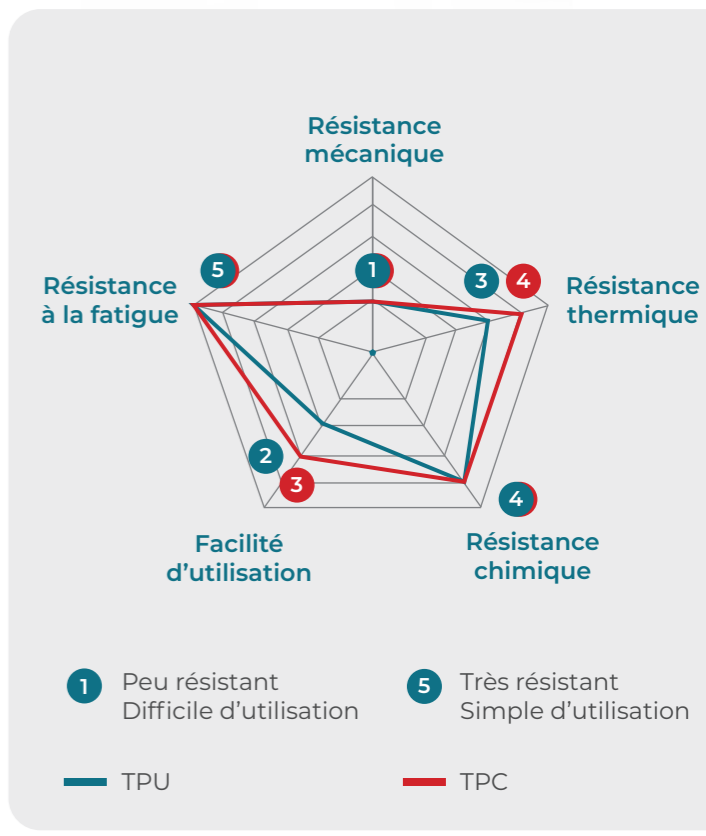 Résistance
mécanique
5
1
3
4
Résistance
à la fatigue
Résistance
thermique
2
3
4
Facilité
d’utilisation
Résistance
chimique
1
Peu résistant
Difficile d’utilisation
5
Très résistant
Simple d’utilisation
TPU
TPC